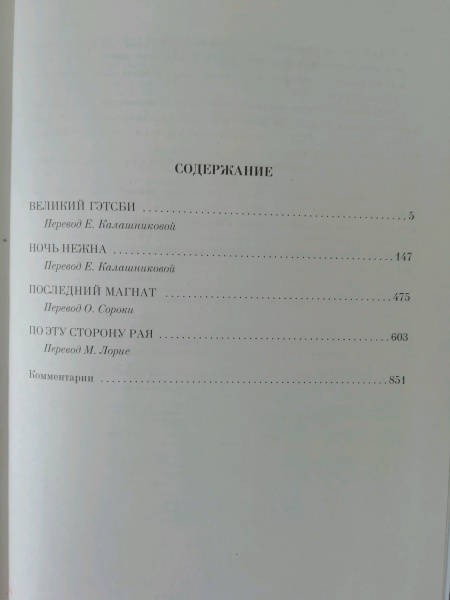 СОДЕРЖАНИЕ
ВЕЛИКИЙ ГЭТСБИ . . . . . . . . . . . . . . . . . . . . . . . . . . . . . . . . . . . . . 5
Перевод Е. Калашниковой
НОЧЬ НЕЖНА . . . . . . . . . . . . . . . . . . . . . . . . . . . . . . . . . . . . . . . 147
Перевод Е. Калашниковой
ПОСЛЕДНИЙ МАГНАТ . . . . . . . . . . . . . . . . . . . . . . . . . . . . . . . . 475
Перевод О. Сороки
ПО ЭТУ СТОРОНУ РАЯ . . . . . . . . . . . . . . . . . . . . . . . . . . . . . . . 603
Перевод М. Лорие
Комментарии . . . . . . . . . . . . . . . . . . . . . . . . . . . . . . . . . . . . . . . 851